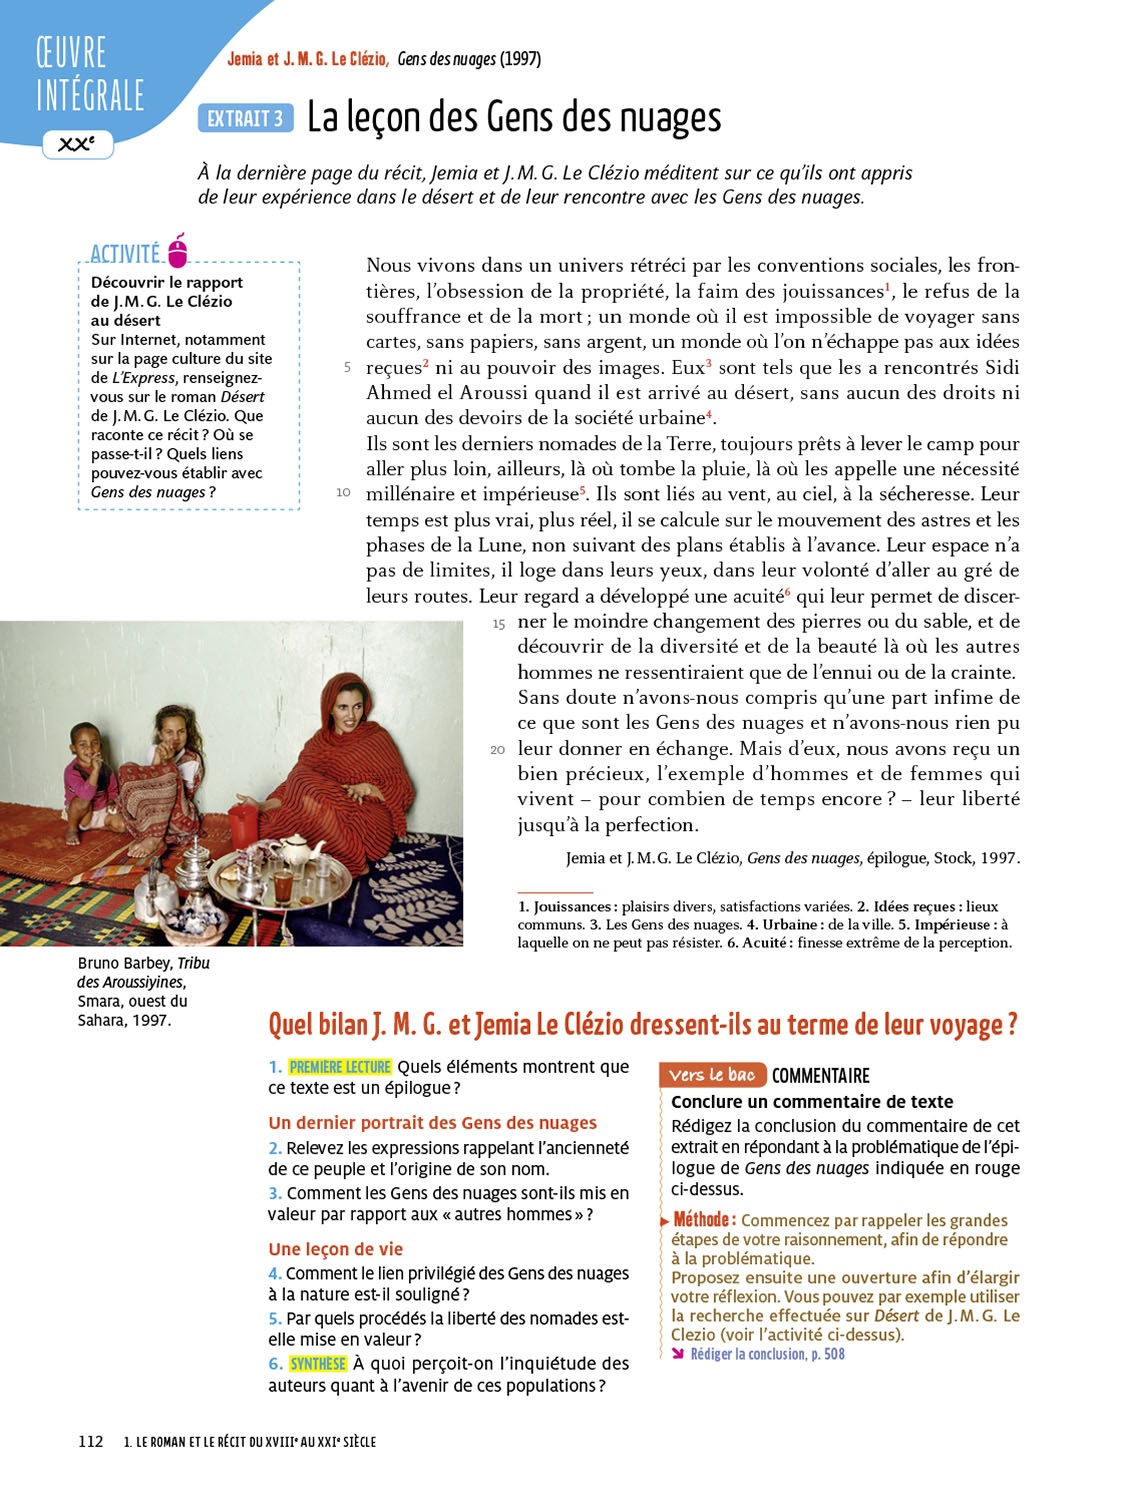 ŒUVRE
INTÉGRALE
XXe
Jemia et J. M. G. Le Clézio, Gens des nuages (1997)
EXTRAIT 3 La leçon des Gens des nuages
À la dernière page du récit, Jemia et J. M. G. Le Clézio méditent sur ce qu’ils ont appris
de leur expérience dans le désert et de leur rencontre avec les Gens des nuages.
ACTIVITÉ
Découvrir le rapport
de J. M. G. Le Clézio
au désert
Sur Internet, notamment
sur la page culture du site
de L’Express, renseignez-
vous sur le roman Désert
de J. M. G. Le Clézio. Que
raconte ce récit ? Où se
passe-t-il ? Quels liens
pouvez-vous établir avec
Gens des nuages ?
Nous vivons dans un univers rétréci par les conventions sociales, les fron-
tières, l’obsession de la propriété, la faim des jouissances1, le refus de la
souffrance et de la mort ; un monde où il est impossible de voyager sans
cartes, sans papiers, sans argent, un monde où l’on n’échappe pas aux idées
5 reçues2 ni au pouvoir des images. Eux3 sont tels que les a rencontrés Sidi
Ahmed el Aroussi quand il est arrivé au désert, sans aucun des droits ni
aucun des devoirs de la société urbaine4.
Ils sont les derniers nomades de la Terre, toujours prêts à lever le camp pour
aller plus loin, ailleurs, là où tombe la pluie, là où les appelle une nécessité
10 millénaire et impérieuse5. Ils sont liés au vent, au ciel, à la sécheresse. Leur
temps est plus vrai, plus réel, il se calcule sur le mouvement des astres et les
phases de la Lune, non suivant des plans établis à l’avance. Leur espace n’a
pas de limites, il loge dans leurs yeux, dans leur volonté d’aller au gré de
leurs routes. Leur regard a développé une acuité6 qui leur permet de discer-
15 ner le moindre changement des pierres ou du sable, et de
découvrir de la diversité et de la beauté là où les autres
hommes ne ressentiraient que de l’ennui ou de la crainte.
Sans doute n’avons-nous compris qu’une part infime de
ce que sont les Gens des nuages et n’avons-nous rien pu
20 leur donner en échange. Mais d’eux, nous avons reçu un
bien précieux, l’exemple d’hommes et de femmes qui
vivent – pour combien de temps encore ? – leur liberté
jusqu’à la perfection.
Jemia et J. M. G. Le Clézio, Gens des nuages, épilogue, Stock, 1997.
1. Jouissances : plaisirs divers, satisfactions variées. 2. Idées reçues : lieux
communs. 3. Les Gens des nuages. 4. Urbaine : de la ville. 5. Impérieuse : à
laquelle on ne peut pas résister. 6. Acuité : finesse extrême de la perception.
Bruno Barbey, Tribu
des Aroussiyines,
Smara, ouest du
Sahara, 1997.
Quel bilan J. M. G. et Jemia Le Clézio dressent-ils au terme de leur voyage ?
1. PREMIÈRE LECTURE Quels éléments montrent que
ce texte est un épilogue ?
Un dernier portrait des Gens des nuages
2. Relevez les expressions rappelant l’ancienneté
de ce peuple et l’origine de son nom.
3. Comment les Gens des nuages sont-ils mis en
valeur par rapport aux « autres hommes » ?
Une leçon de vie
4. Comment le lien privilégié des Gens des nuages
à la nature est-il souligné ?
5. Par quels procédés la liberté des nomades est-
elle mise en valeur ?
6. SYNTHÈSE À quoi perçoit-on l’inquiétude des
auteurs quant à l’avenir de ces populations ?
Vers le bac COMMENTAIRE
Conclure un commentaire de texte
Rédigez la conclusion du commentaire de cet
extrait en répondant à la problématique de l’épi-
logue de Gens des nuages indiquée en rouge
ci-dessus.
Méthode : Commencez par rappeler les grandes
étapes de votre raisonnement, afin de répondre
à la problématique.
Proposez ensuite une ouverture afin d’élargir
votre réflexion. Vous pouvez par exemple utiliser
la recherche effectuée sur Désert de J. M. G. Le
Clezio (voir l’activité ci-dessus).
Rédiger la conclusion, p. 508
112 1. LE ROMAN ET LE RÉCIT DU XVIIIe AU XXIe SIÈCLE